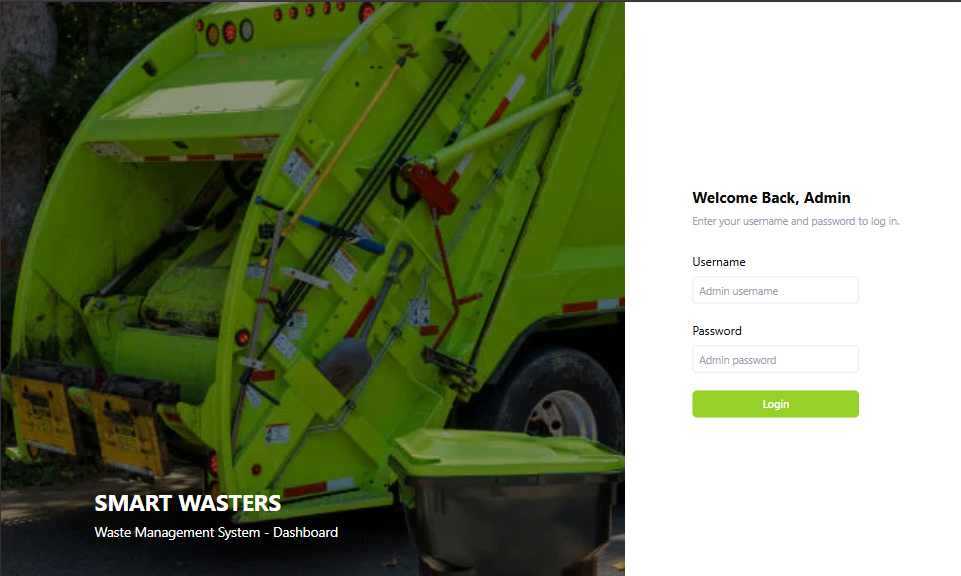 Welcome Back, Admin
Enter your username and password to log in.
Username
Admin username
Password
Admin password
Login
SMART WASTERS
Waste Management System - Dashboard